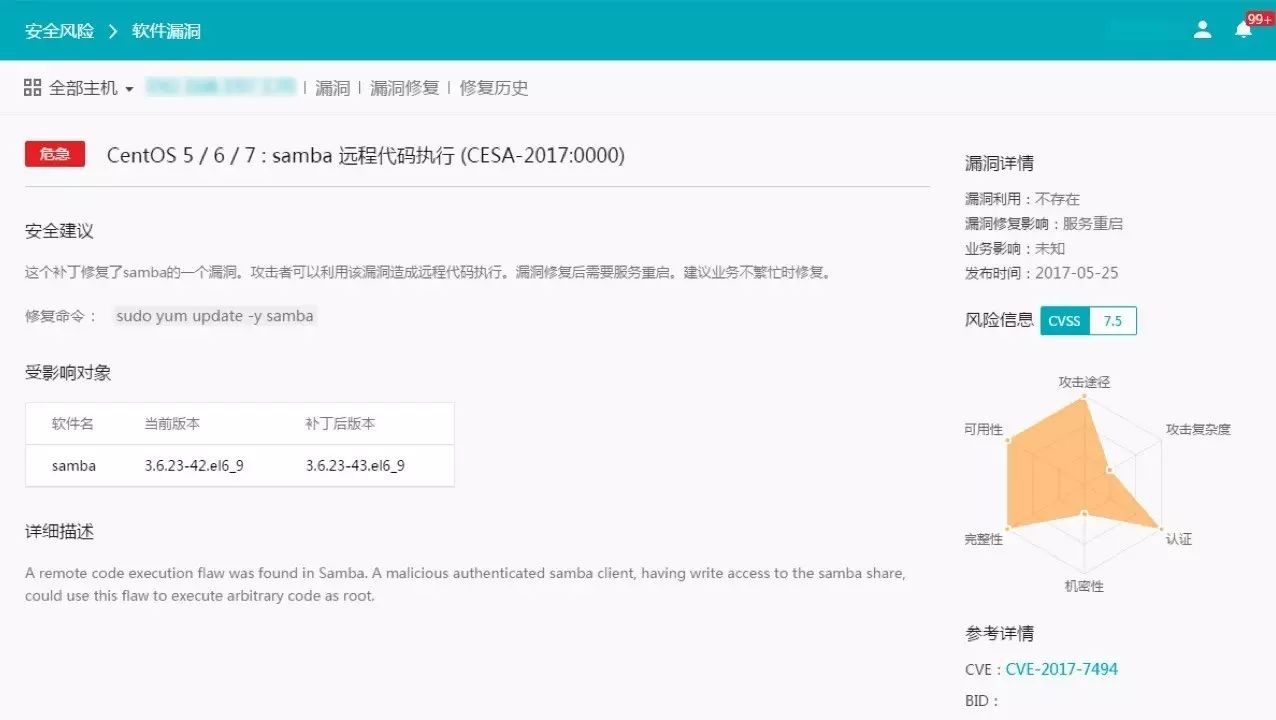 安全风险 > 软件漏洞
99+
全部主机 | 漏洞 | 漏洞修复 | 修复历史
危急 CentOS 5 / 6 / 7 : samba 远程代码执行 (CESA-2017:0000)
安全建议
这个补丁修复了samba的一个漏洞。攻击者可以利用该漏洞造成远程代码执行。漏洞修复后需要服务重启。建议业务不繁忙时修复。
修复命令： sudo yum update -y samba
受影响对象
软件名 当前版本 补丁后版本
samba 3.6.23-42.el6_9 3.6.23-43.el6_9
详细描述
A remote code execution flaw was found in Samba. A malicious authenticated samba client, having write access to the samba share,
could use this flaw to execute arbitrary code as root.
漏洞详情
漏洞利用：不存在
漏洞修复影响：服务重启
业务影响：未知
发布时间：2017-05-25
风险信息 CVSS 7.5
攻击途径
可用性 攻击复杂度
完整性 认证
机密性
参考详情
CVE：CVE-2017-7494
BID：